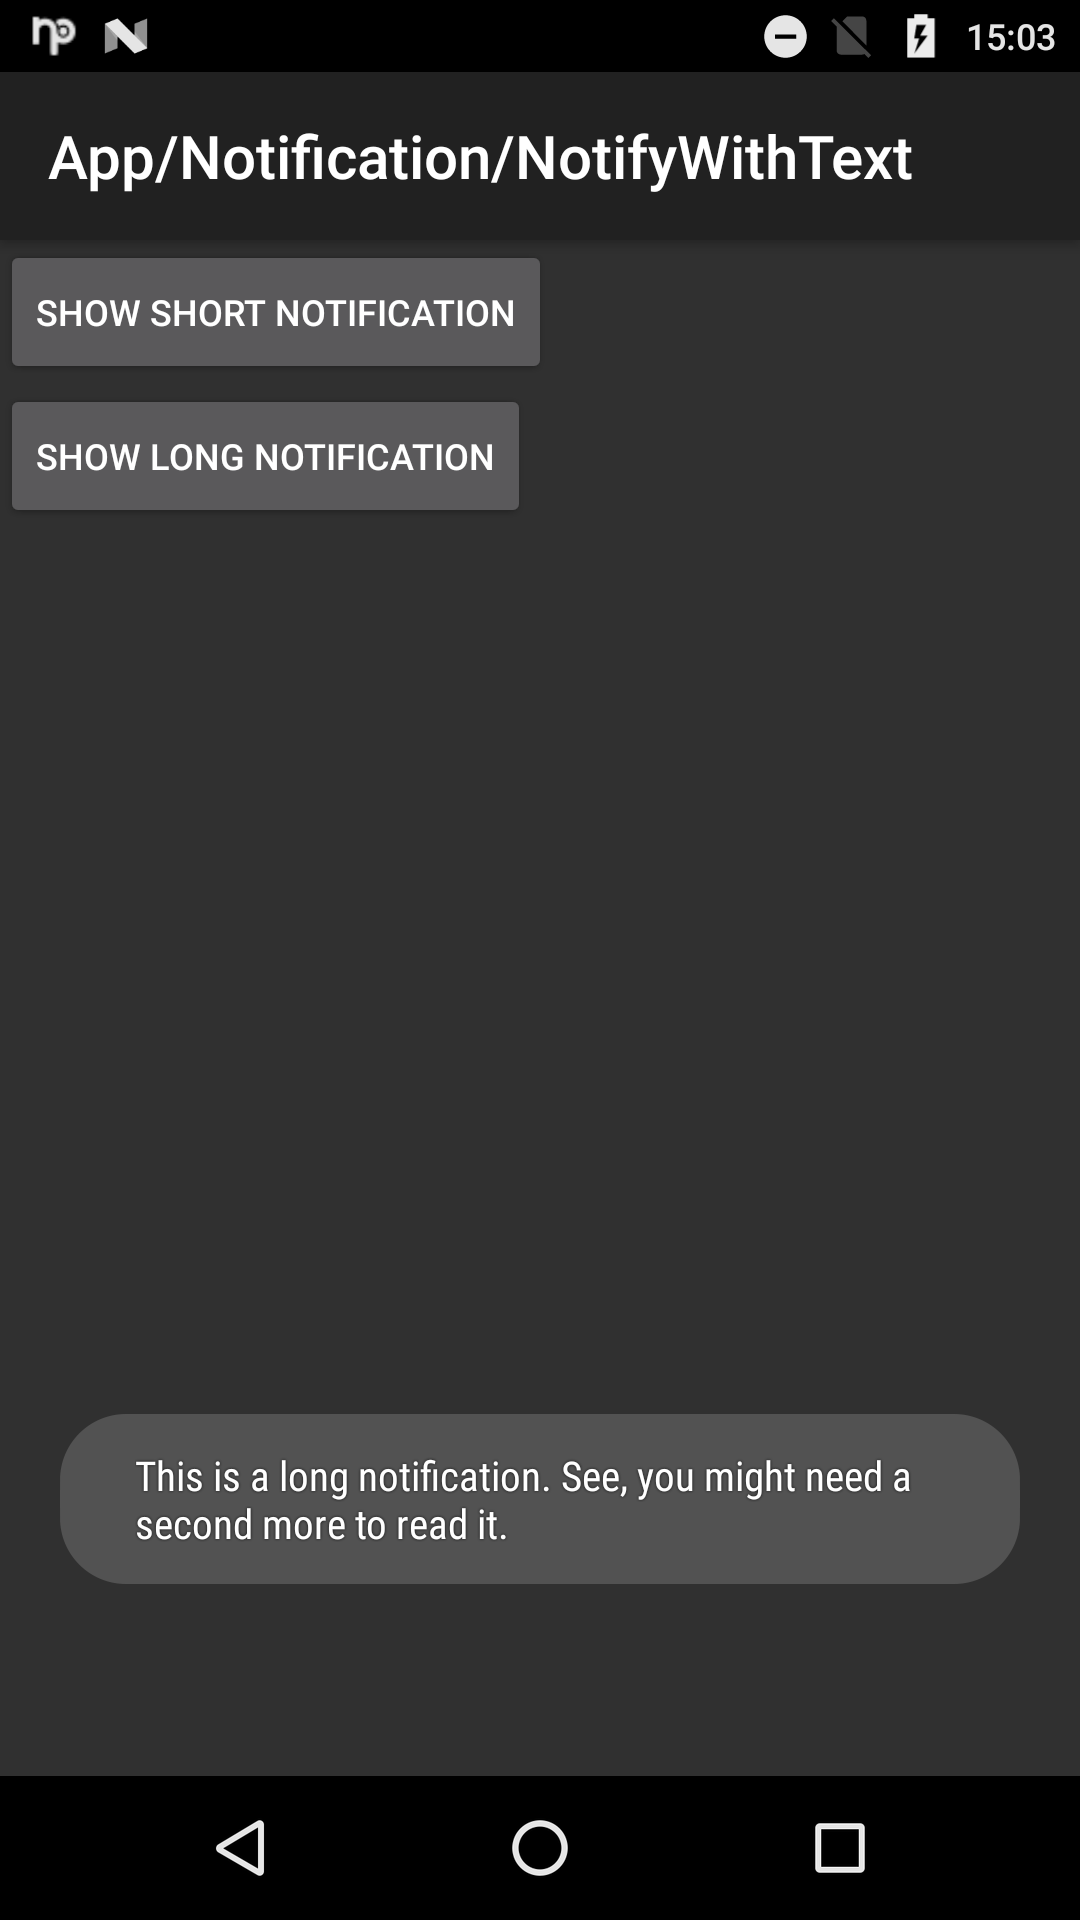 15:03
App/Notification/NotifyWithText
SHOW SHORT NOTIFICATION
SHOW LONG NOTIFICATION
This is a long notification. See, you might need a
second more to read it.